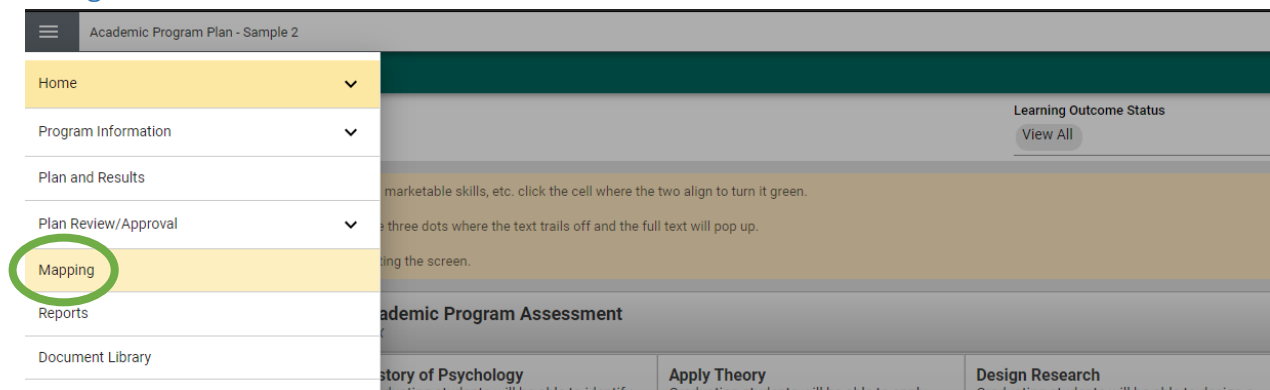 Academic Program Plan - Sample 2
Home
Program Information
Plan and Results
Plan Review/Approval
Mapping
Reports
Document Library
Learning Outcome Status
View All
marketable skills, etc. click the cell where the two align to turn it green.
three dots where the text trails off and the full text will pop up.
ting the screen.
ademic Program Assessment
story of Psychology
Apply Theory
Design Research